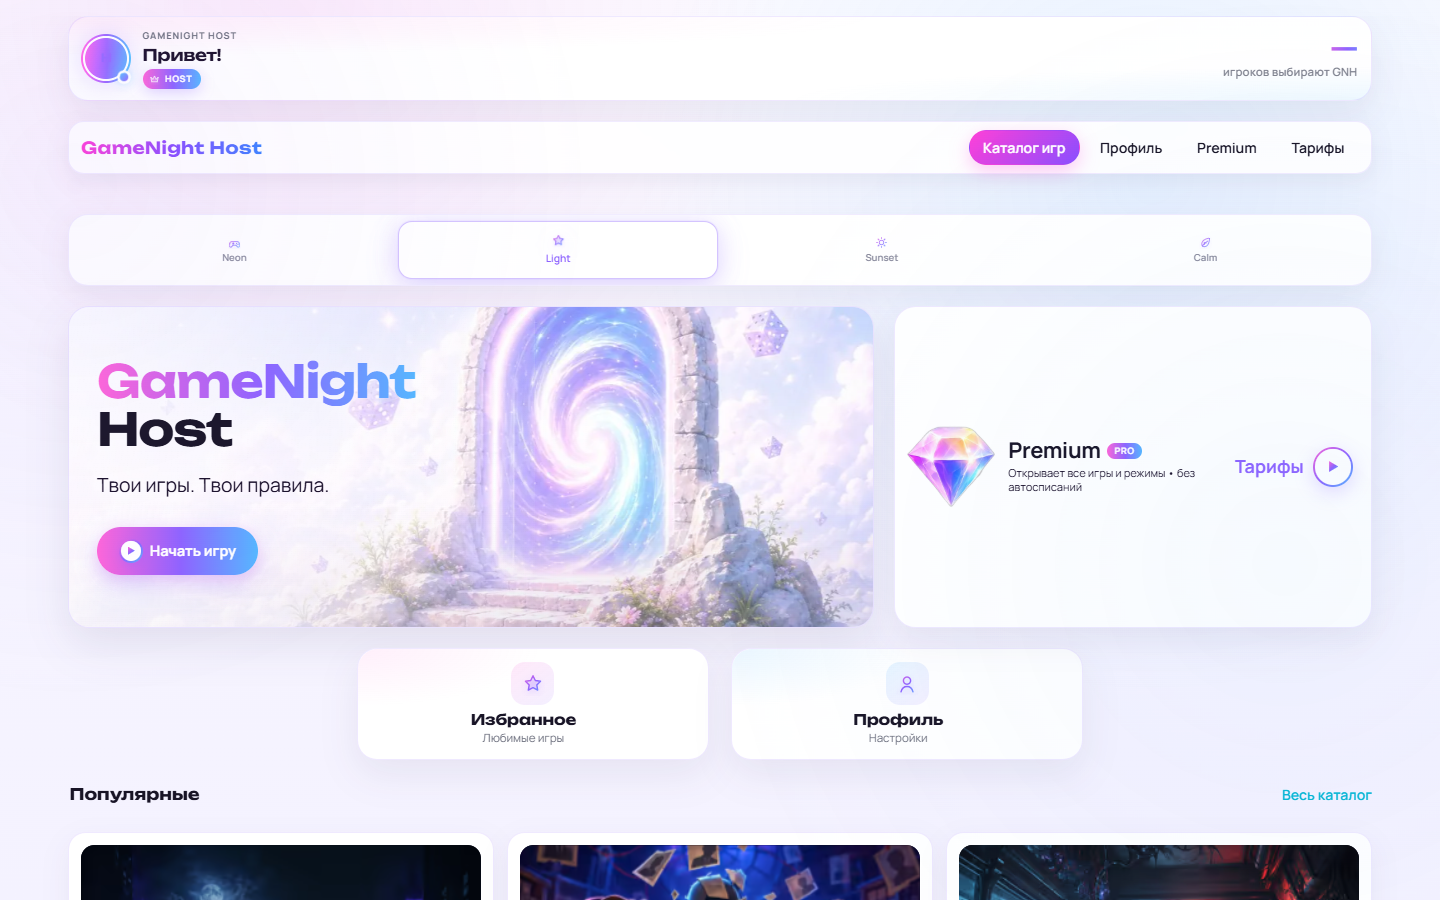 GAMENIGHT HOST
Привет!
HOST
—
игроков выбирают GNH
GameNight Host
Каталог игр
Профиль
Premium
Тарифы
Neon
Light
Sunset
Calm
GameNight
Host
Твои игры. Твои правила.
Начать игру
Premium PRO
Открывает все игры и режимы • без
автосписаний
Тарифы
Избранное
Любимые игры
Профиль
Настройки
Популярные
Весь каталог